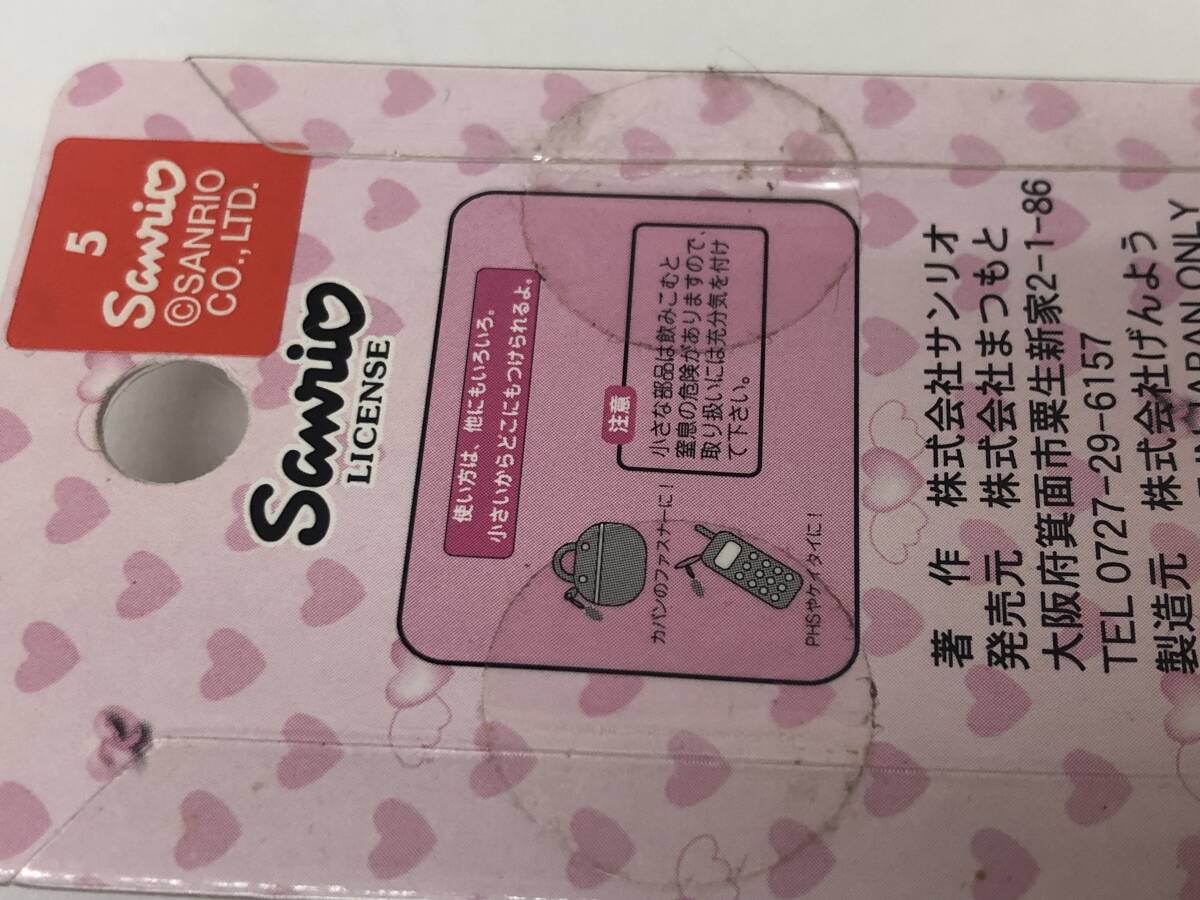 5
Sanrio
©SANRIO
CO.,LTD.
Sanrio
LICENSE
使い方は、他にもいろいろ。
小さいからどこにもつけられるよ。
カバンのファスナーに!
PHSやケイタイに!
注意
小さな部品は飲みこむと
窒息の危険がありますので、
取り扱いには充分気を付け
て下さい。
著 作 株式会社サンリオ
発売元 株式会社まつもと
大阪府箕面市粟生新家2-1-86
TEL 0727-29-6157
製造元 株式会社げんよう
JAPAN ONLY